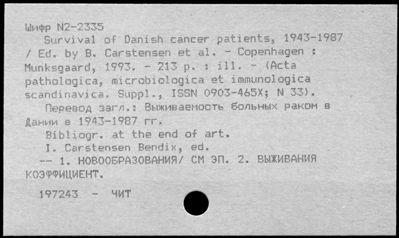 Шифр N2-2335
Survival of Danish cancer patients, 1943-1987
/ Ed. by B. Carstensen et al. - Copenhagen :
Munksgaard, 1993. - 213 p. : ill. - (Acta
pathologica, microbiologica et immunologica
scandinavica. Suppl., ISSN 0903-465X; N 33).
Перевод загл.: Выживаемость больных раком в
Дании в 1943-1987 гг.
Bibliogr. at the end of art.
I. Carstensen Bendix, ed.
-- 1. НОВООБРАЗОВАНИЯ/ СМ ЭП. 2. ВЫЖИВАНИЯ
КОЭФФИЦИЕНТ.
197243 - ЧИТ